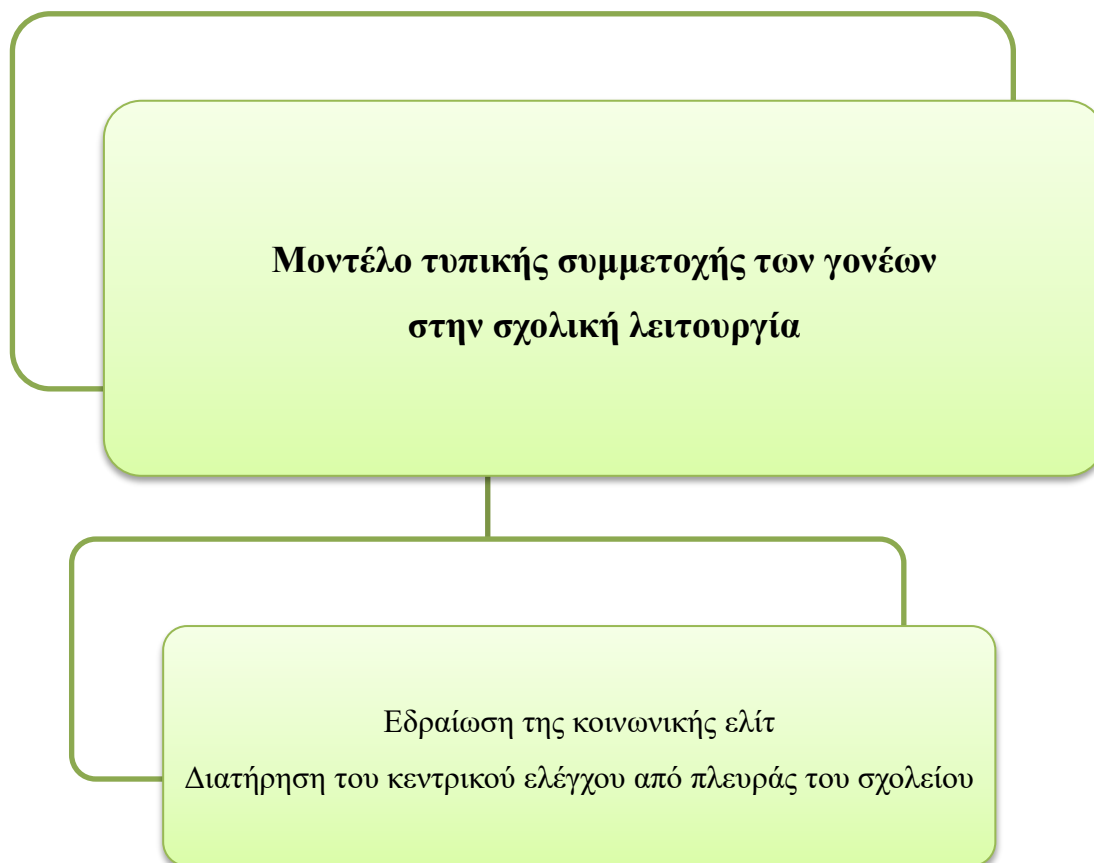 Μοντέλο τυπικής συμμετοχής των γονέων
στην σχολική λειτουργία
Εδραίωση της κοινωνικής ελίτ
Διατήρηση του κεντρικού ελέγχου από πλευράς του σχολείου